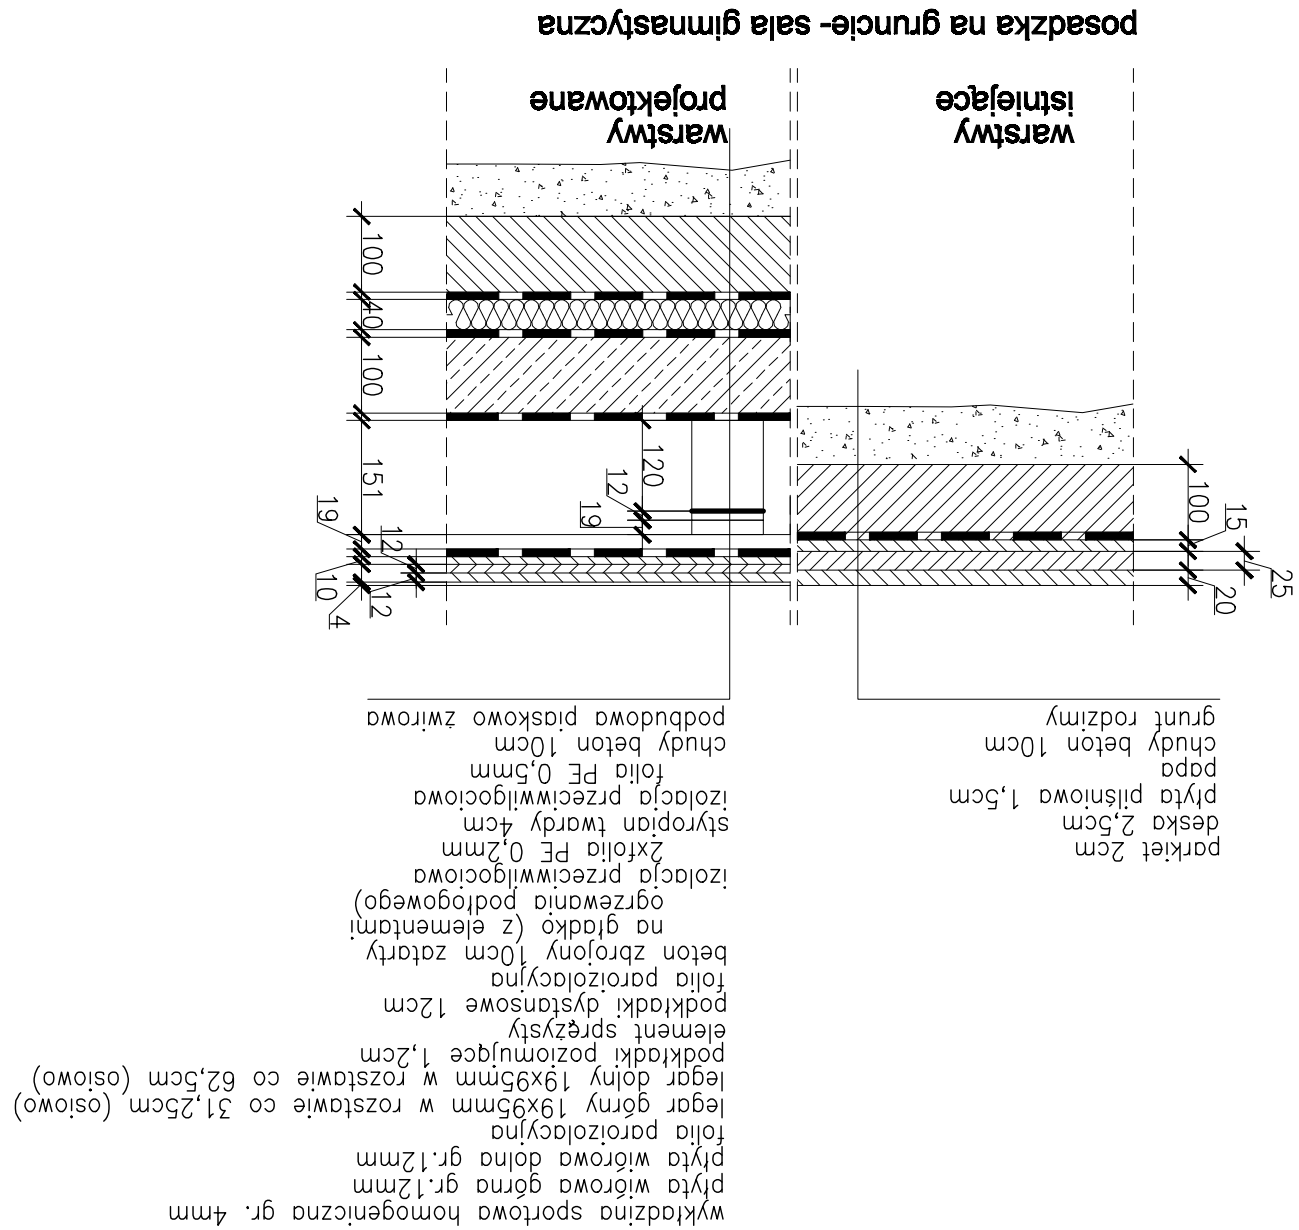 wykładzina sportowa homogeniczna gr. 4mm
płyta wiórowa górna gr.12mm
płyta wiórowa dolna gr.12mm
folia paroizolacyjna
legar górny 19x95mm w rozstawie co 31,25cm (osiowo)
legar dolny 19x95mm w rozstawie co 62,5cm (osiowo)
podkładki poziomujące 1,2cm
element sprężysty
podkładki dystansowe 12cm
folia paroizolacyjna
beton zbrojony 10cm zatarty
na gładko (z elementami
ogrzewania podłogowego)
izolacja przeciwwilgociowa
2xfolia PE 0,2mm
styropian twardy 4cm
izolacja przeciwwilgociowa
folia PE 0,5mm
chudy beton 10cm
podbudowa piaskowo żwirowa
parkiet 2cm
deska 2,5cm
płyta pilśniowa 1,5cm
papa
chudy beton 10cm
grunt rodzimy
20
25
15
100
19
12
120
4
12
10
12
19
151
100
40
100
warstwy
istniejące
warstwy
projektowane
posadzka na gruncie- sala gimnastyczna